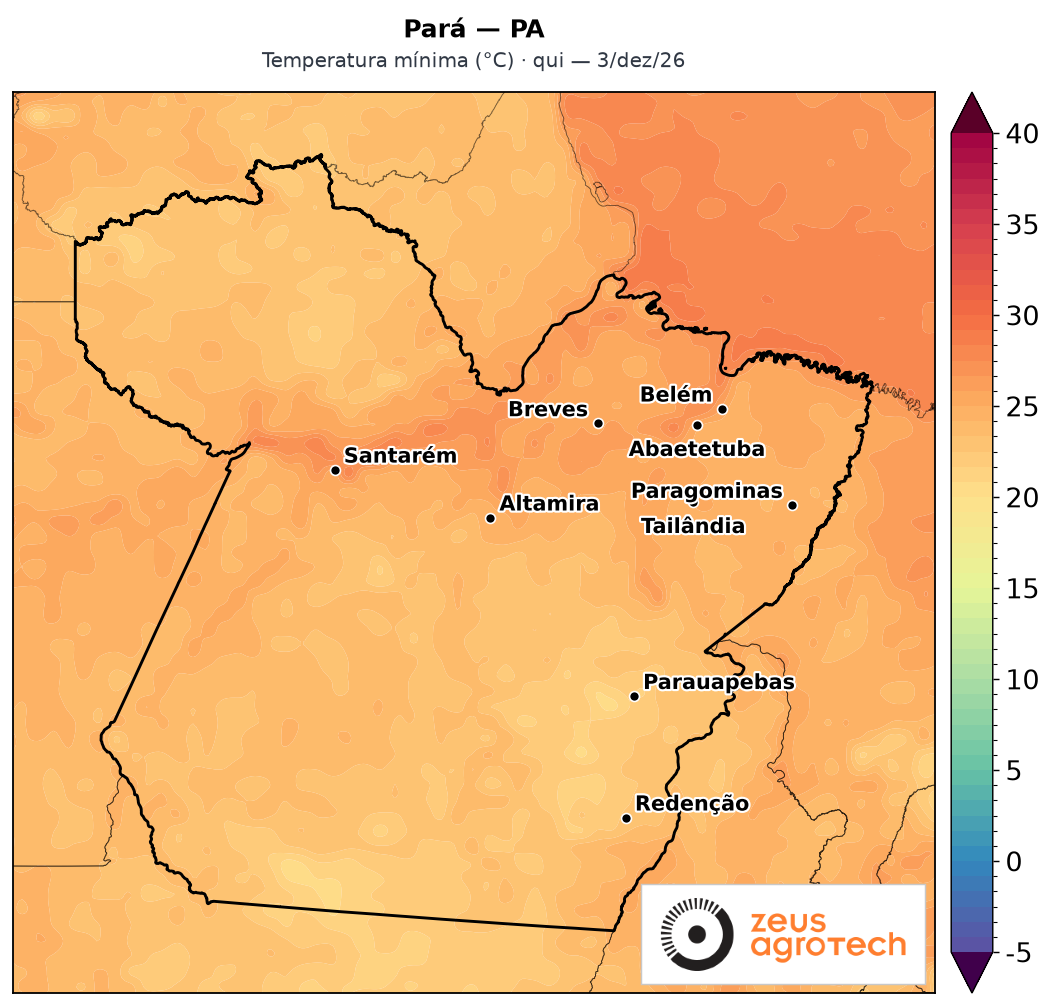 Pará — PA
Temperatura mínima (°C) · qui — 3/dez/26
40
35
30
25
20
15
10
5
0
-5
Belém
Breves
Abaetetuba
Santarém
Paragominas
Altamira
Tailândia
Parauapebas
Redenção
zeus
agrotech